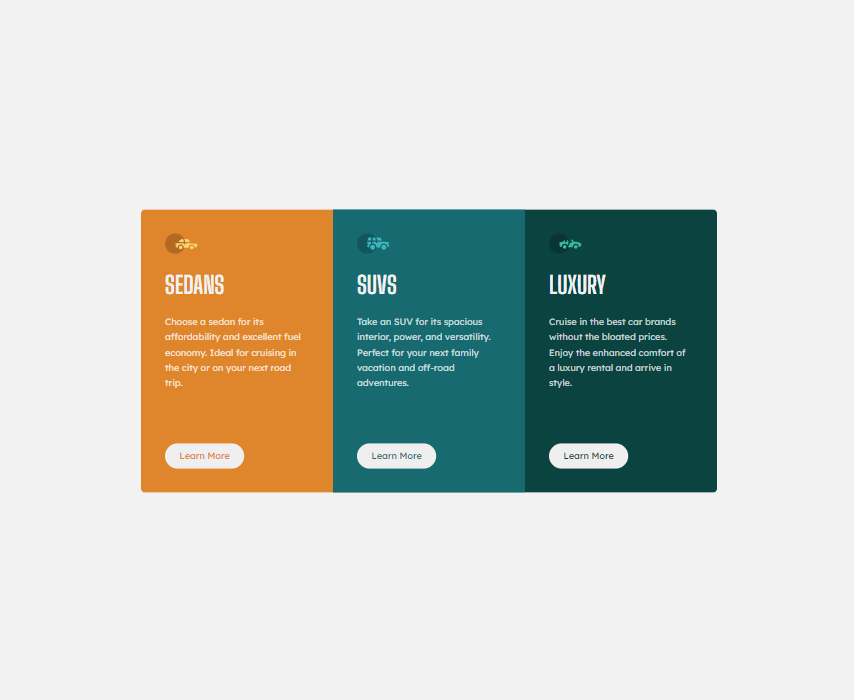 SEDANS
Choose a sedan for its
affordability and excellent fuel
economy. Ideal for cruising in
the city or on your next road
trip.
Learn More
SUVS
Take an SUV for its spacious
interior, power, and versatility.
Perfect for your next family
vacation and off-road
adventures.
Learn More
LUXURY
Cruise in the best car brands
without the bloated prices.
Enjoy the enhanced comfort of
a luxury rental and arrive in
style.
Learn More